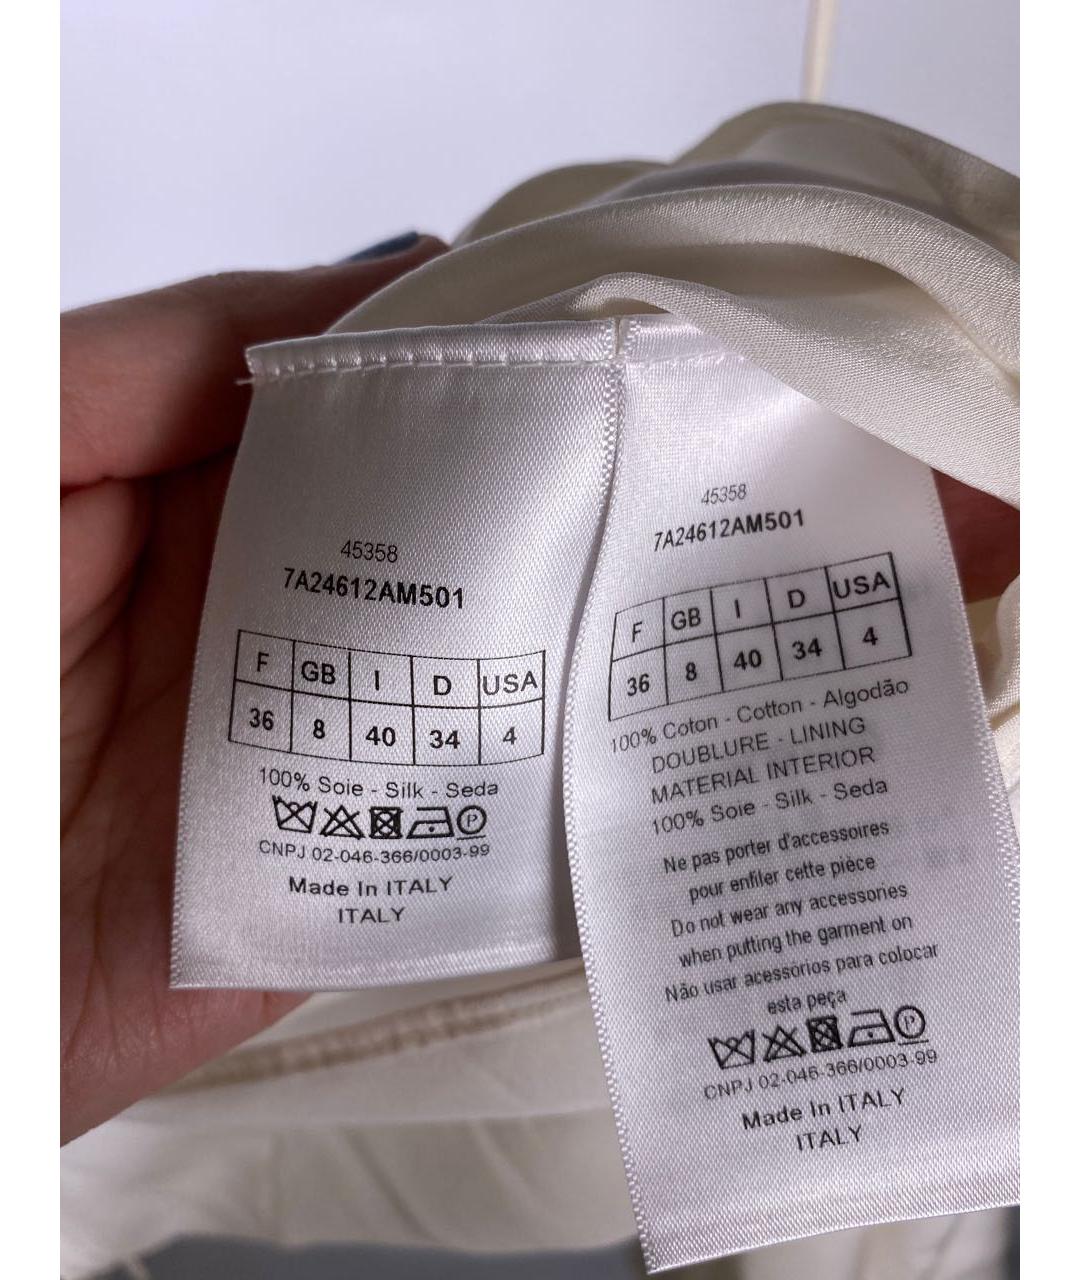 45358
7A24612AM501
F GB I D USA
36 8 40 34 4
100% Soie - Silk - Seda
P
CNPJ 02-046-366/0003-99
Made In ITALY
ITALY
45358
7A24612AM501
F GB I D USA
36 8 40 34 4
100% Coton - Cotton - Algodão
DOUBLURE - LINING
MATERIAL INTERIOR
100% Soie - Silk - Seda
Ne pas porter d'accessoires
pour enfiler cette pièce
Do not wear any accessories
when putting the garment on
Não usar acessórios para colocar
esta peça
P
CNPJ 02-046-366/0003-99
Made In ITALY
ITALY